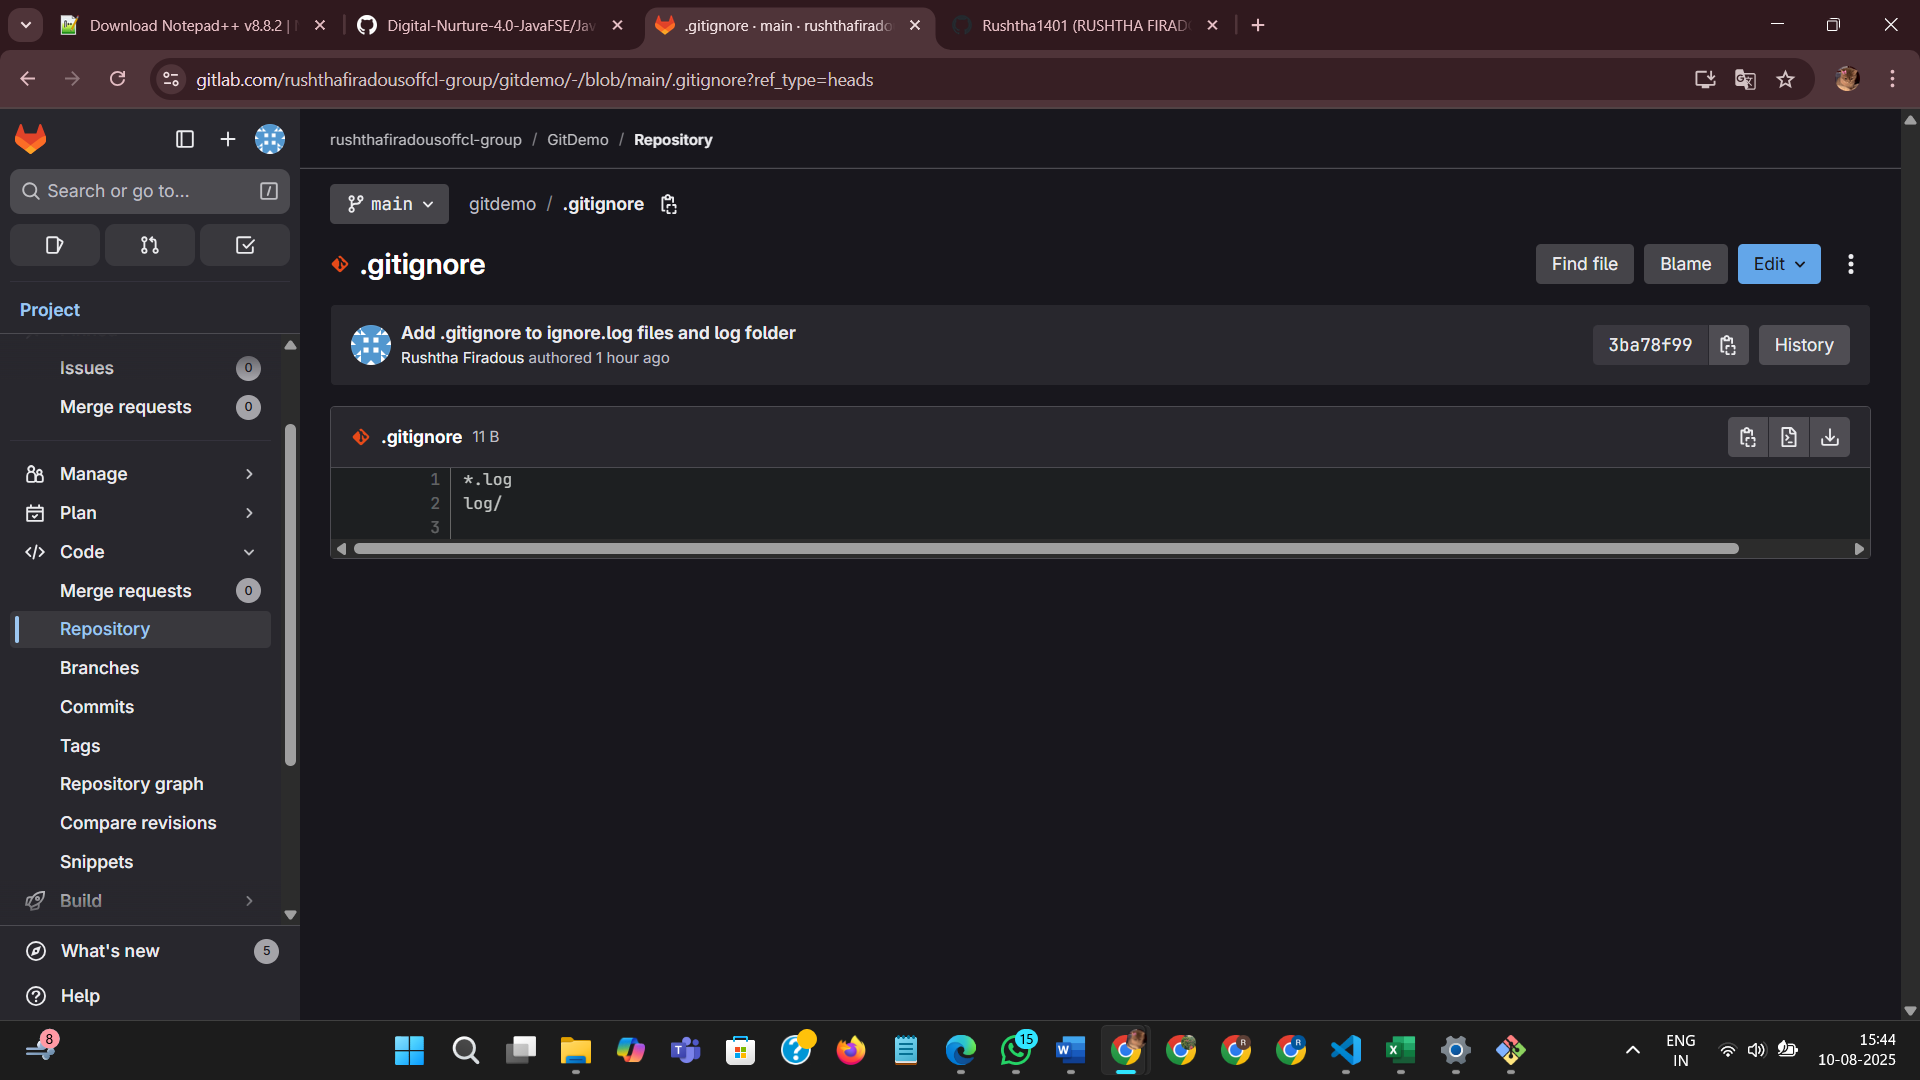 Download Notepad++ v8.8.2 |
Digital-Nurture-4.0-JavaFSE/Jav
.gitignore · main · rushthafirado
Rushtha1401 (RUSHTHA FIRAD
gitlab.com/rushthafiradousoffcl-group/gitdemo/-/blob/main/.gitignore?ref_type=heads
rushthafiradousoffcl-group / GitDemo / Repository
Search or go to... /
main
gitdemo / .gitignore
.gitignore
Find file
Blame
Edit
Project
Add .gitignore to ignore.log files and log folder
Rushtha Firadous authored 1 hour ago
3ba78f99
History
Issues 0
Merge requests 0
.gitignore 11 B
1 *.log
2 log/
3
Manage
Plan
Code
Merge requests 0
Repository
Branches
Commits
Tags
Repository graph
Compare revisions
Snippets
Build
What's new 5
Help
8
15
ENG
IN
15:44
10-08-2025